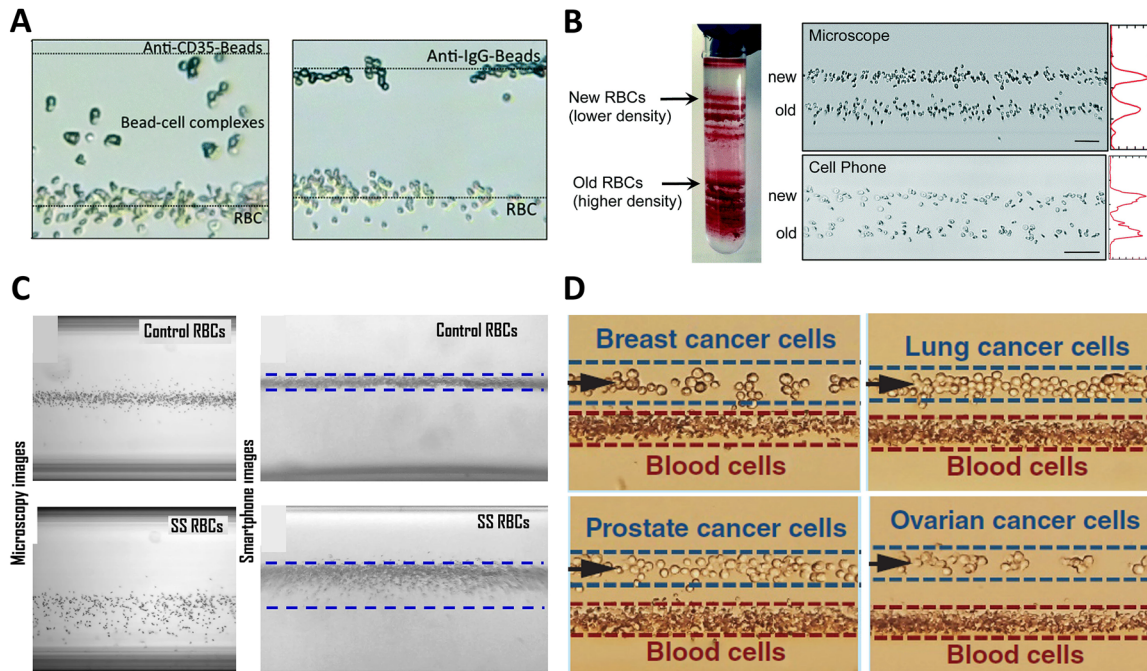 A
Anti-CD35-Beads
Bead-cell complexes
RBC
Anti-IgG-Beads
RBC
B
New RBCs
(lower density)
Old RBCs
(higher density)
Microscope
new
old
Cell Phone
new
old
C
Microscopy images
Control RBCs
SS RBCs
Smartphone images
Control RBCs
SS RBCs
D
Breast cancer cells
Blood cells
Lung cancer cells
Blood cells
Prostate cancer cells
Blood cells
Ovarian cancer cells
Blood cells